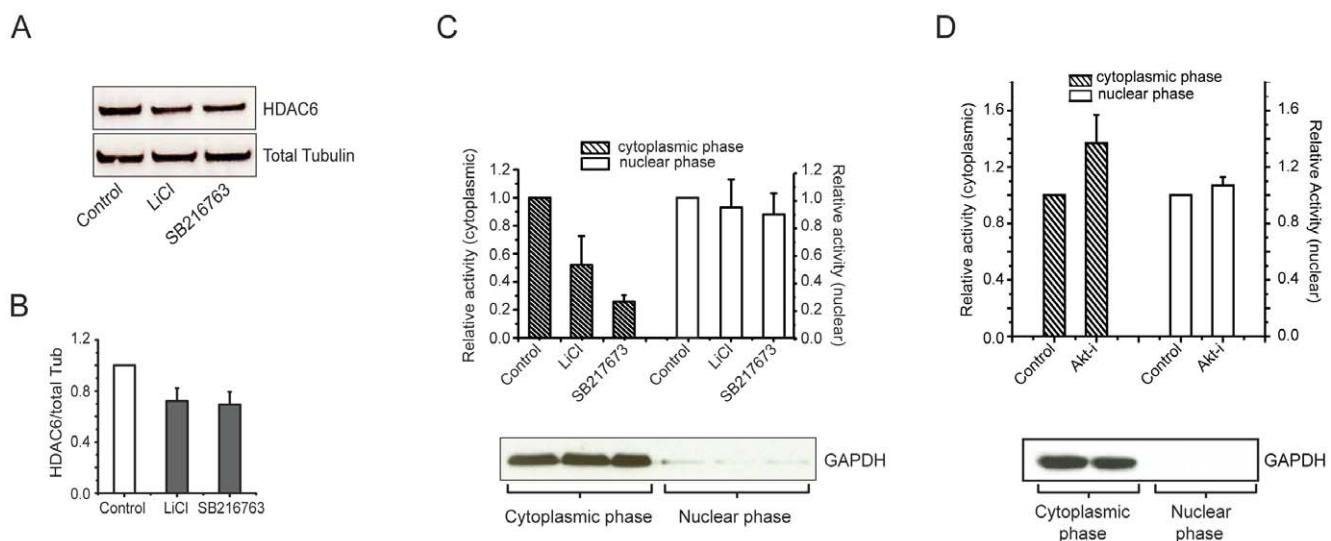 A
HDAC6
Total Tubulin
Control
LiCl
SB216763
B
HDAC6/total Tub
1.2
0.8
0.4
0.0
Control
LiCl
SB216763
C
cytoplasmic phase
nuclear phase
Relative activity (cytoplasmic)
1.2
1.0
0.8
0.6
0.4
0.2
0.0
1.2
1.0
0.8
0.6
0.4
0.2
0.0
Relative activity (nuclear)
Control
LiCl
SB217673
Control
LiCl
SB217673
GAPDH
Cytoplasmic phase
Nuclear phase
D
cytoplasmic phase
nuclear phase
Relative activity (cytoplasmic)
1.6
1.2
0.8
0.4
0.0
1.6
1.2
0.8
0.4
0.0
Relative Activity (nuclear)
Control
Akt-i
Control
Akt-i
GAPDH
Cytoplasmic
phase
Nuclear
phase